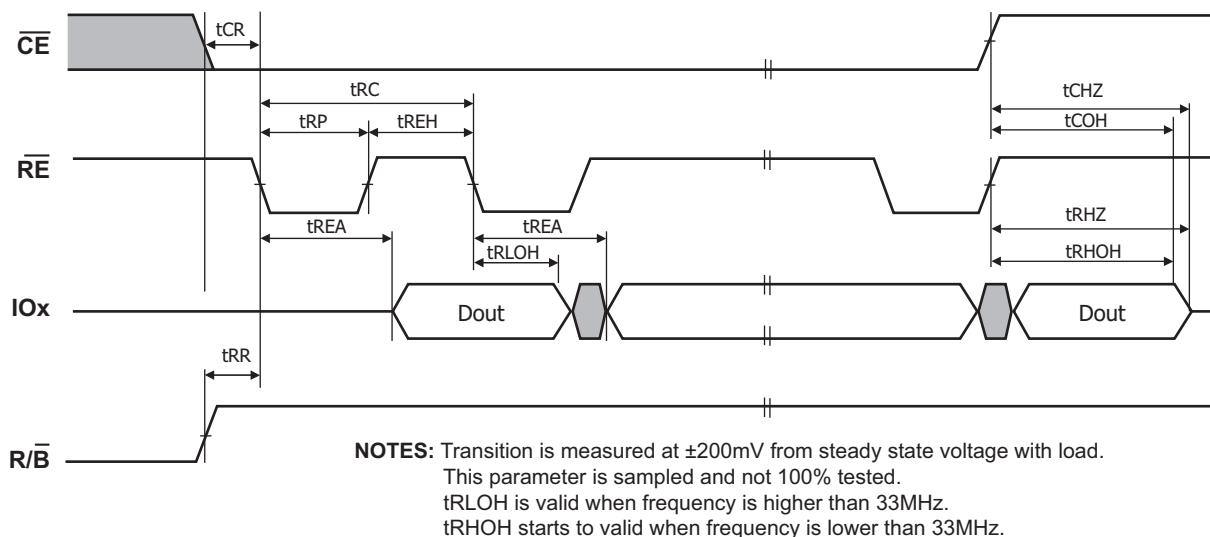 C̅E̅
tCR
tRC
tCHZ
tRP
tREH
tCOH
R̅E̅
tREA
tREA
tRHZ
tRLOH
tRHOH
IOx
Dout
Dout
tRR
R/B̅
NOTES: Transition is measured at ±200mV from steady state voltage with load.
This parameter is sampled and not 100% tested.
tRLOH is valid when frequency is higher than 33MHz.
tRHOH starts to valid when frequency is lower than 33MHz.